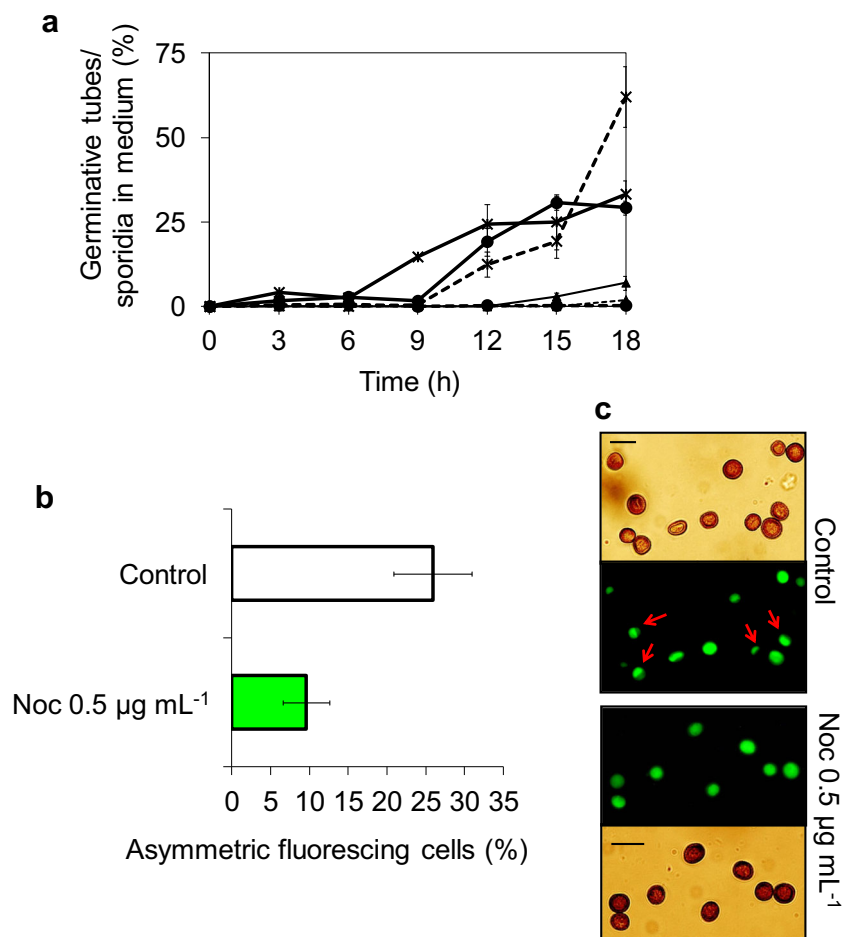 a
Germinative tubes/
sporidia in medium (%)
75
50
25
0
0 3 6 9 12 15 18
Time (h)
b
Control
Noc 0.5 µg mL-1
0 5 10 15 20 25 30 35
Asymmetric fluorescing cells (%)
c
Control
Noc 0.5 µg mL-1